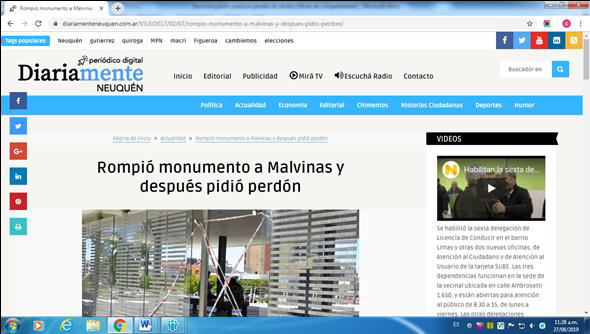 Rompió monumento a Malvinas
diariamenteneuquen.com.ar/V3.0/2017/02/07/rompio-monumento-a-malvinas-y-despues-pidio-perdon/
Tags populares Neuquén gutierrez quiroga MPN macri Figueroa cambiemos elecciones
periódico digital
Diariamente
NEUQUÉN
Inicio Editorial Publicidad Mirá TV Escuchá Radio Contacto
Buscador en
Política Actualidad Economía Editorial Chimentos Historias Ciudadanas Deportes Humor
Página de inicio » Actualidad » Rompió monumento a Malvinas y después pidió perdón
Rompió monumento a Malvinas y
después pidió perdón
VIDEOS
Habilitan la sexta de...
Se habilitó la sexta delegación de
Licencia de Conducir en el barrio
Limay y otras dos nuevas oficinas, de
Atención al Ciudadano y de Atención al
Usuario de la tarjeta SUBE. Las tres
dependencias funcionan en la sede de
la vecinal ubicada en calle Ambrosetti
1.650, y están abiertas para atención
al público de 8.30 a 15, de lunes a
viernes. Las otras delegaciones
ES
11:28 a.m.
27/08/2019